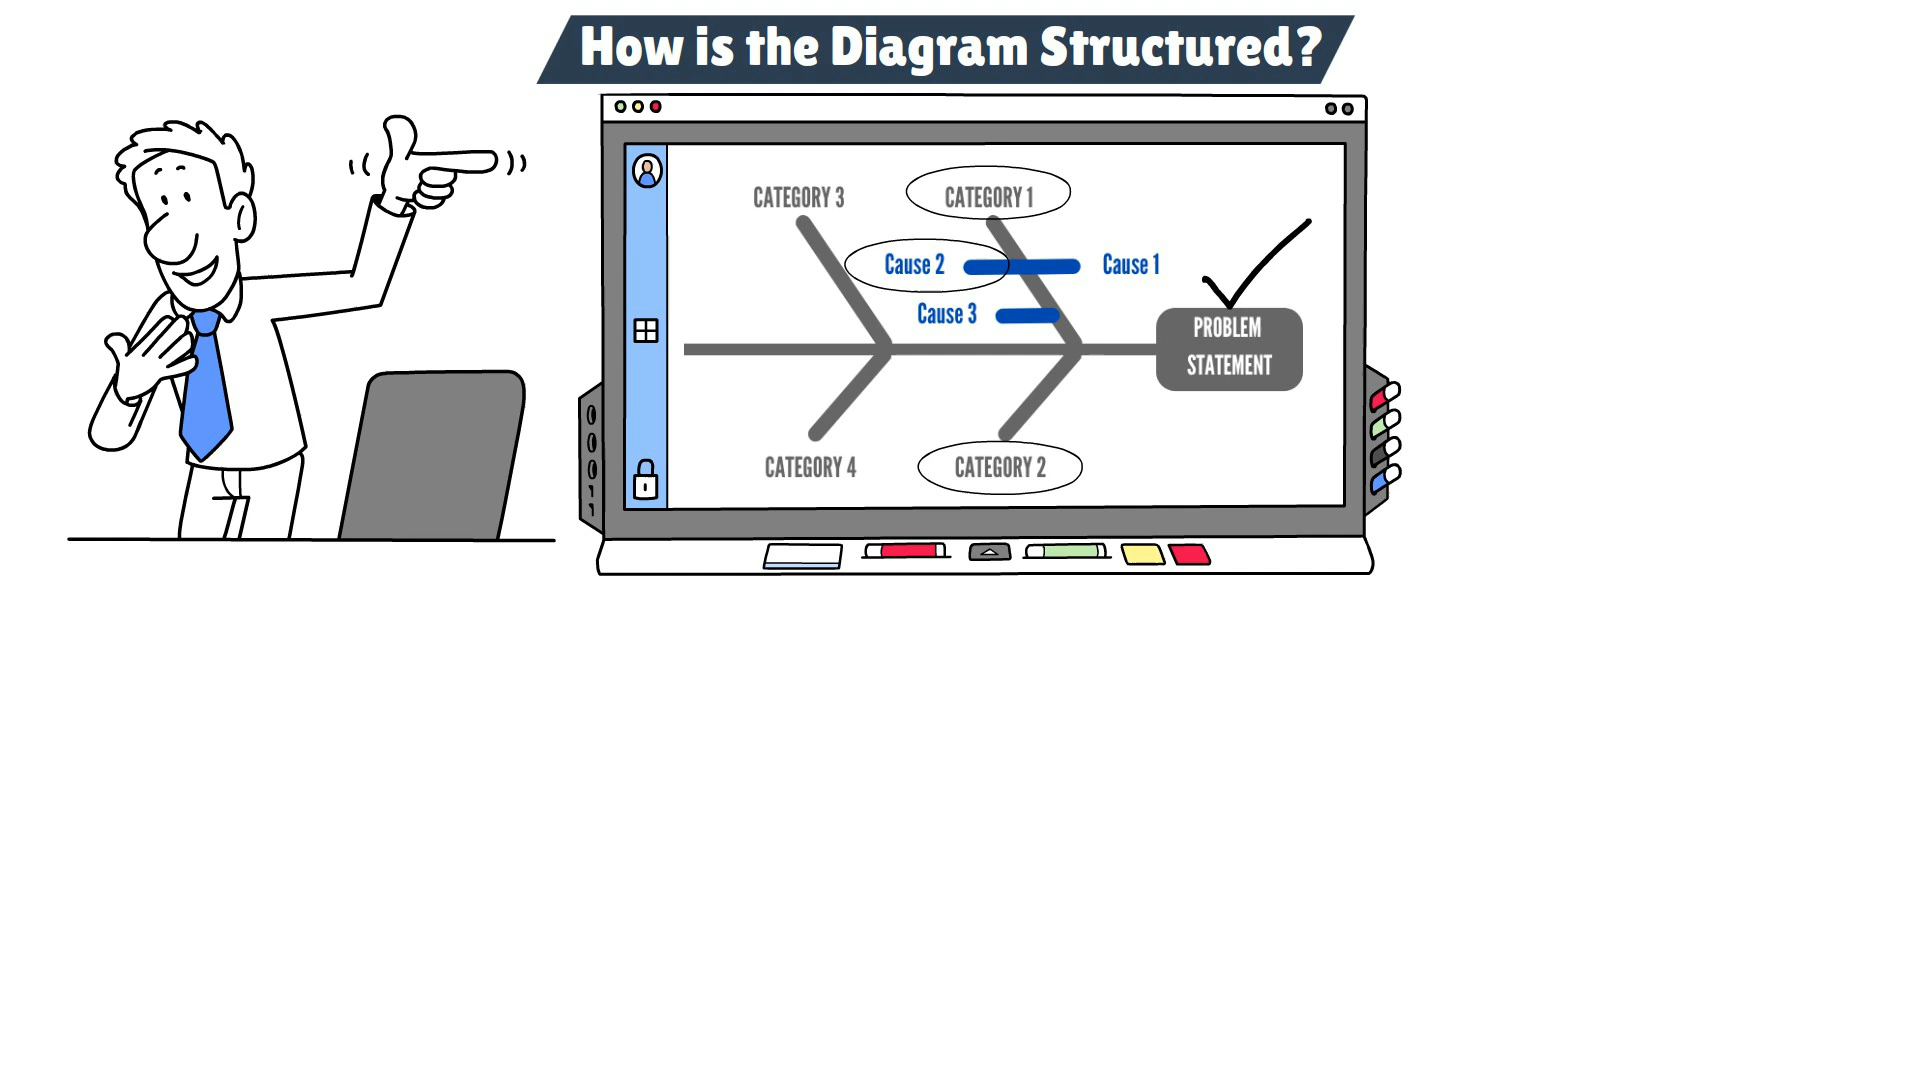 How is the Diagram Structured?
CATEGORY 3
CATEGORY 1
Cause 2
Cause 1
Cause 3
PROBLEM
STATEMENT
CATEGORY 4
CATEGORY 2